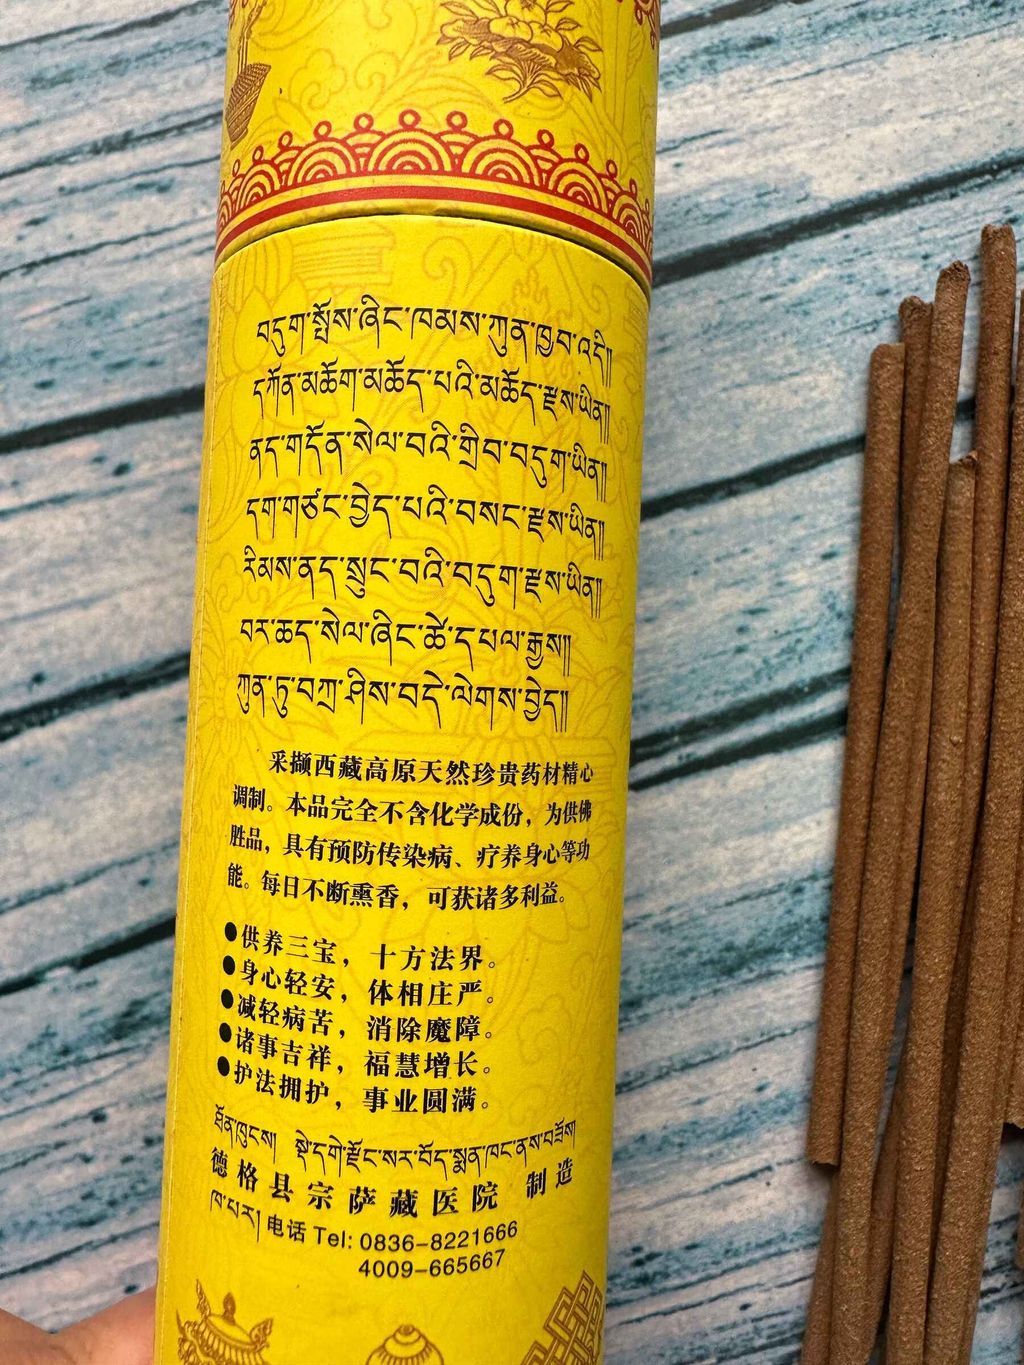 བདུག་སྤོས་ཞིང་ཁམས་ཀུན་ཁྱབ་འདི།།
དཀོན་མཆོག་མཆོད་པའི་མཆོད་རྫས་ཡིན།།
ནད་གདོན་སེལ་བའི་གྲིབ་བདུག་ཡིན།།
དག་གཙང་བྱེད་པའི་བསང་རྫས་ཡིན།།
རིམས་ནད་སྲུང་བའི་བདུག་རྫས་ཡིན།།
བར་ཆད་སེལ་ཞིང་ཚེ་དཔལ་རྒྱས།།
ཀུན་ཏུ་བཀྲ་ཤིས་བདེ་ལེགས་བྱེད།།
采撷西藏高原天然珍贵药材精心
调制。本品完全不含化学成份，为供佛
胜品，具有预防传染病、疗养身心等功
能。每日不断熏香，可获诸多利益。
●供养三宝，十方法界。
●身心轻安，体相庄严。
●减轻病苦，消除魔障。
●诸事吉祥，福慧增长。
●护法拥护，事业圆满。
ཐོན་ཁུངས། སྡེ་དགེ་རྫོང་སར་བོད་སྨན་ཁང་ནས་བཟོས།
德格县宗萨藏医院 制造
ཁ་པར། 电话 Tel: 0836-8221666
4009-665667